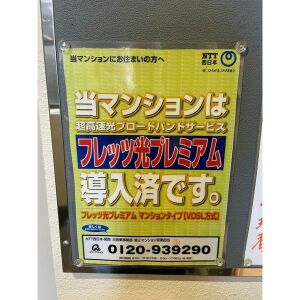 当マンションにお住まいの方へ
NTT
西日本
当マンションは
超高速光ブロードバンドサービス
フレッツ光プレミアム
導入済です。
フレッツ光プレミアム マンションタイプ【VDSL方式】
0120-939290